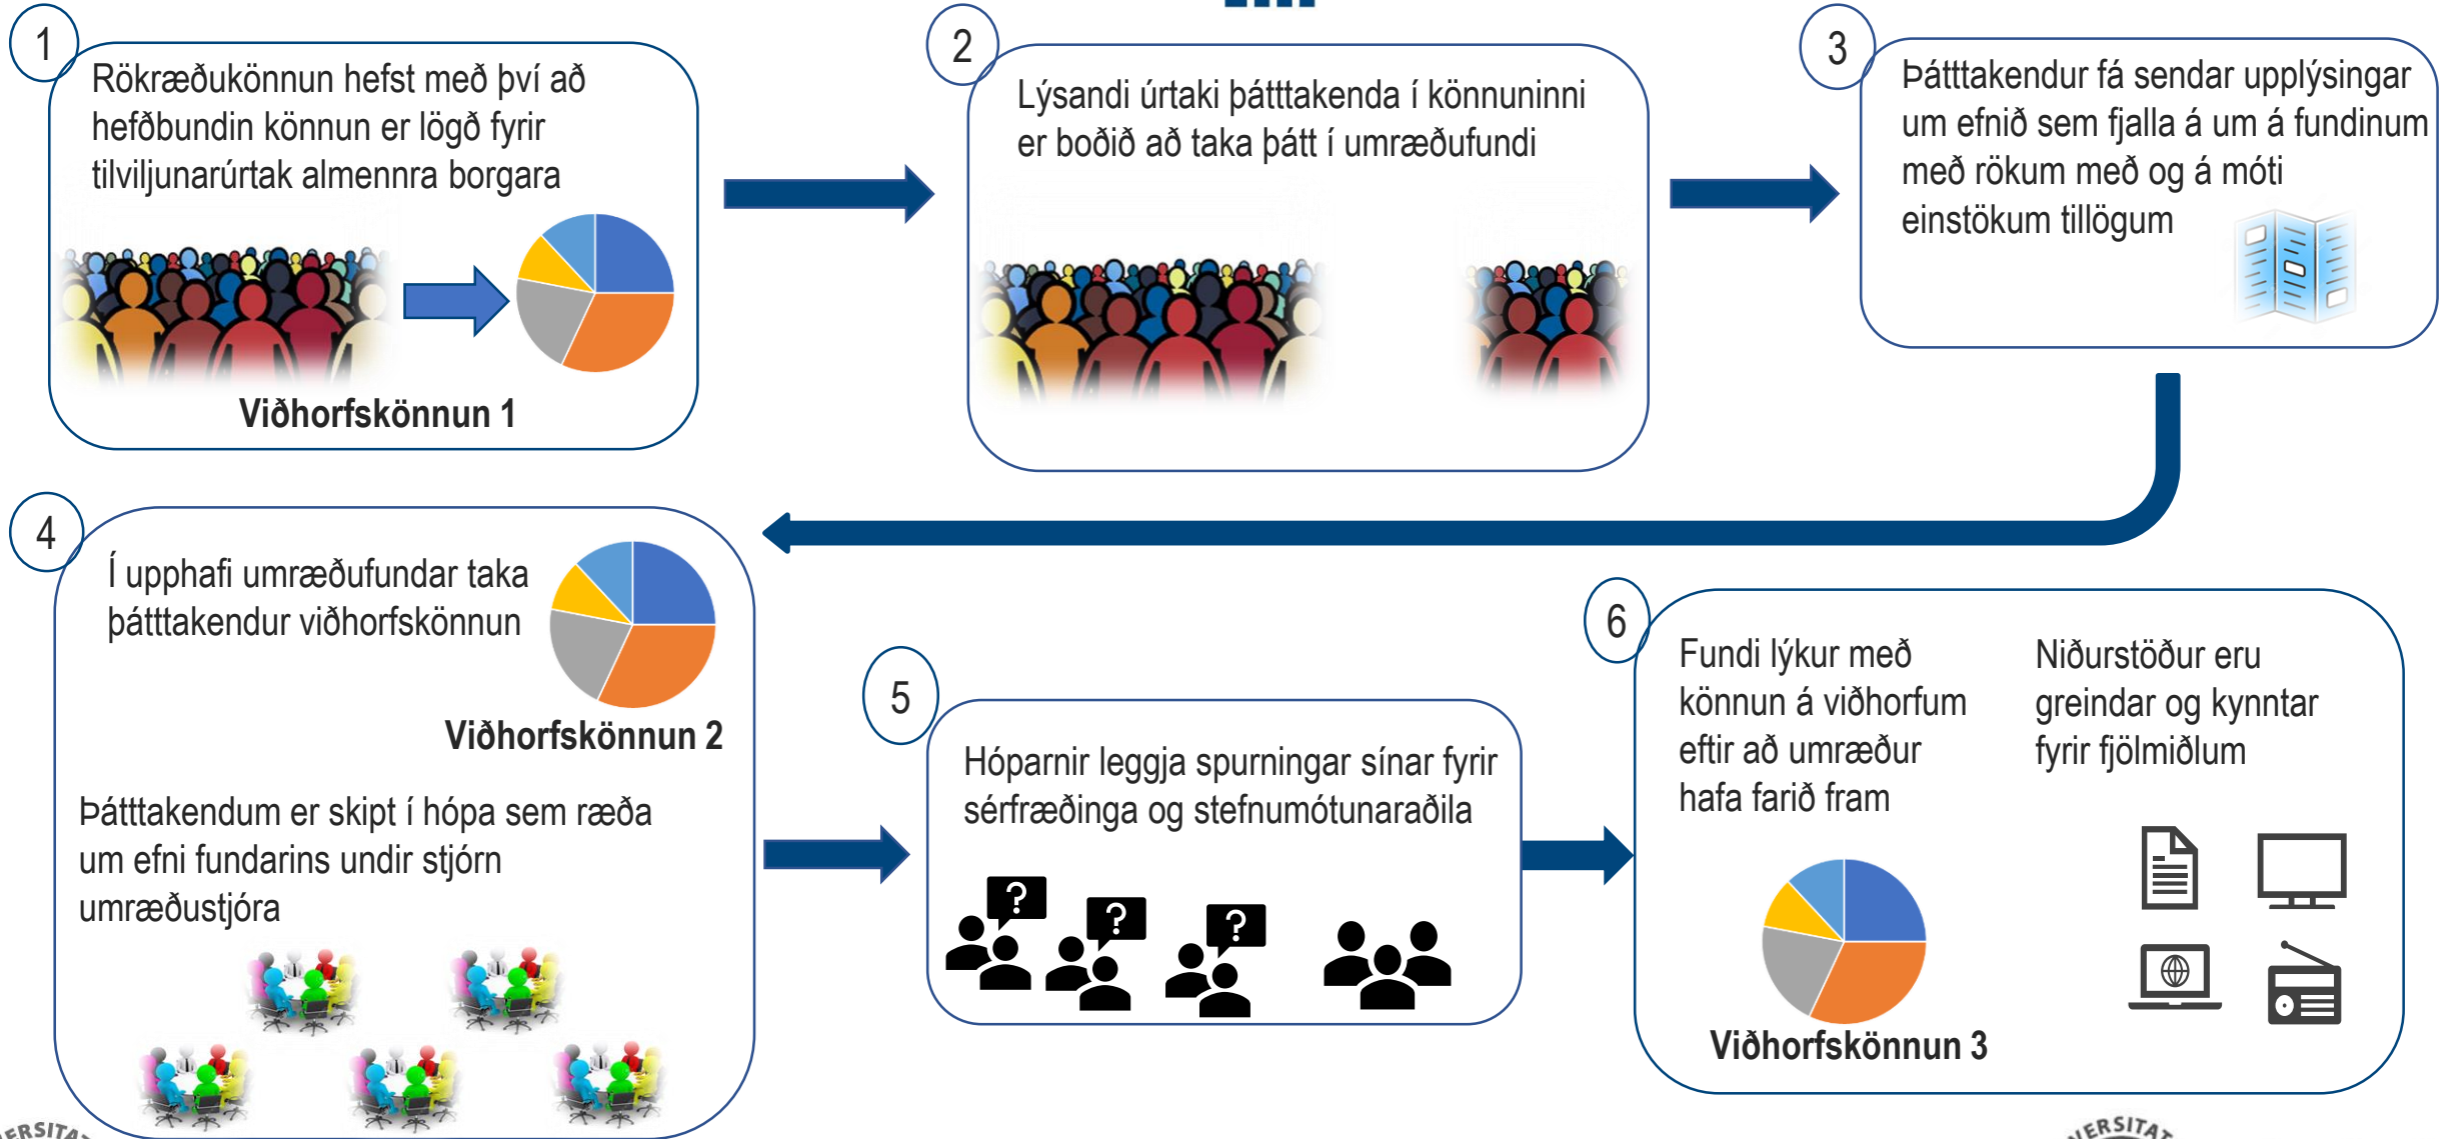 1
Rökræðukönnun hefst með því að
hefðbundin könnun er lögð fyrir
tilviljunarúrtak almennra borgara
Viðhorfskönnun 1
2
Lýsandi úrtaki þátttakenda í könnuninni
er boðið að taka þátt í umræðufundi
3
Þátttakendur fá sendar upplýsingar
um efnið sem fjalla á um á fundinum
með rökum með og á móti
einstökum tillögum
4
Í upphafi umræðufundar taka
þátttakendur viðhorfskönnun
Viðhorfskönnun 2
Þátttakendum er skipt í hópa sem ræða
um efni fundarins undir stjórn
umræðustjóra
5
Hóparnir leggja spurningar sínar fyrir
sérfræðinga og stefnumótunaraðila
? ? ?
6
Fundi lýkur með
könnun á viðhorfum
eftir að umræður
hafa farið fram
Viðhorfskönnun 3
Niðurstöður eru
greindar og kynntar
fyrir fjölmiðlum